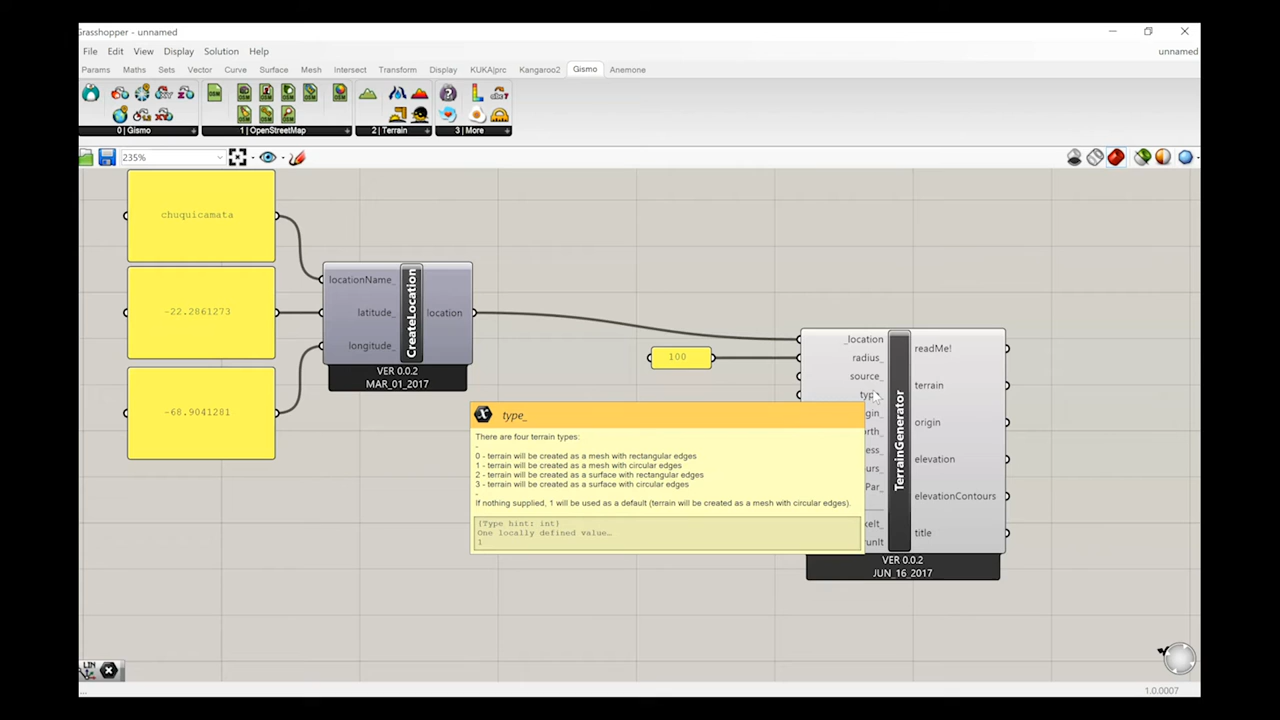 Grasshopper - unnamed
File Edit View Display Solution Help
unnamed
Params Maths Sets Vector Curve Surface Mesh Intersect Transform Display KUKA|prc Kangaroo2 Gismo Anemone
0 | Gismo
1 | OpenStreetMap
2 | Terrain
3 | More
235%
chuquicamata
-22.2861273
-68.9041281
locationName_
latitude_
longitude_
CreateLocation
location
VER 0.0.2
MAR_01_2017
100
_location
radius_
source_
type_
TerrainGenerator
readMe!
terrain
origin
elevation
elevationContours
title
VER 0.0.2
JUN_16_2017
type_
There are four terrain types:
-
0 - terrain will be created as a mesh with rectangular edges
1 - terrain will be created as a mesh with circular edges
2 - terrain will be created as a surface with rectangular edges
3 - terrain will be created as a surface with circular edges
-
If nothing supplied, 1 will be used as a default (terrain will be created as a mesh with circular edges).
{Type hint: int}
One locally defined value…
1
LIN
...
1.0.0007